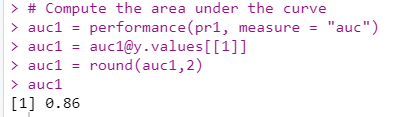 > # Compute the area under the curve
> auc1 = performance(pr1, measure = "auc")
> auc1 = auc1@y.values[[1]]
> auc1 = round(auc1,2)
> auc1
[1] 0.86